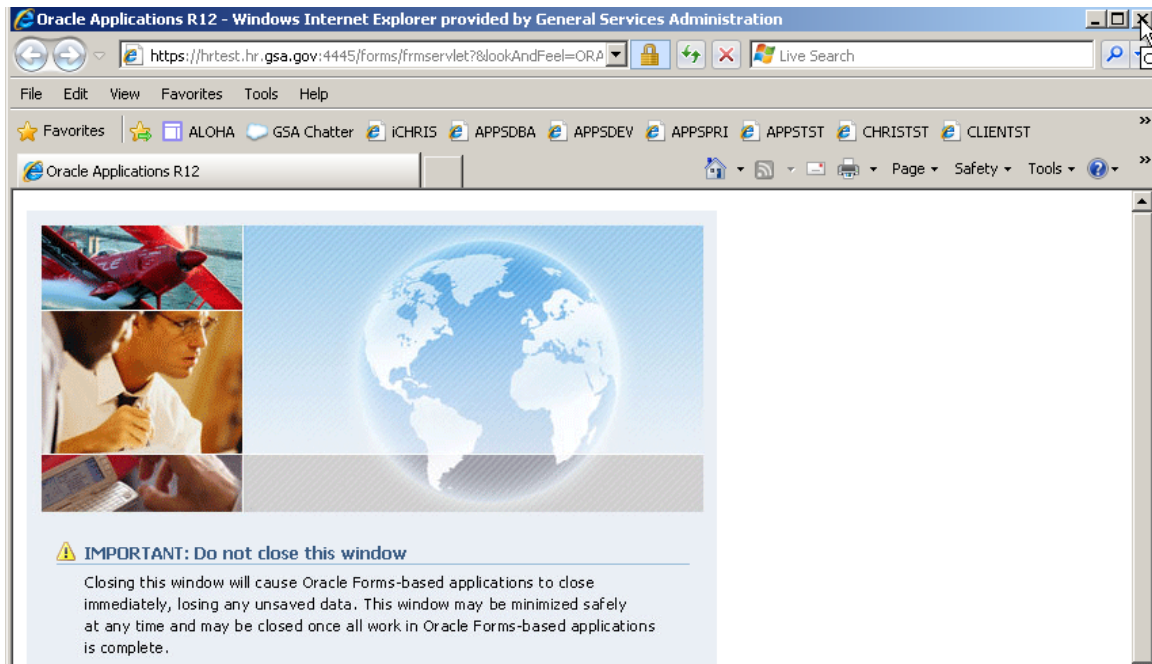 Oracle Applications R12 - Windows Internet Explorer provided by General Services Administration
https://hrtest.hr.gsa.gov:4445/forms/frmservlet?&lookAndFeel=ORA
Live Search
File Edit View Favorites Tools Help
Favorites ALOHA GSA Chatter iCHRIS APPSDBA APPSDEV APPSPRI APPSTST CHRISTST CLIENTST
Oracle Applications R12
Page Safety Tools
IMPORTANT: Do not close this window
Closing this window will cause Oracle Forms-based applications to close
immediately, losing any unsaved data. This window may be minimized safely
at any time and may be closed once all work in Oracle Forms-based applications
is complete.